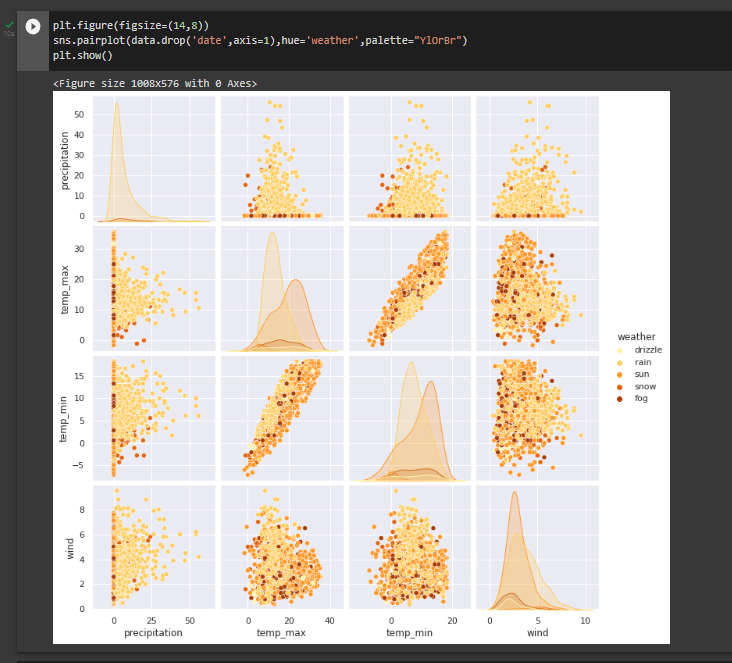 10s
plt.figure(figsize=(14,8))
sns.pairplot(data.drop('date',axis=1),hue='weather',palette="YlOrBr")
plt.show()
<Figure size 1008x576 with 0 Axes>
precipitation
50
40
30
20
10
0
temp_max
30
20
10
0
temp_min
15
10
5
0
−5
wind
8
6
4
2
0
0 25 50
precipitation
0 20 40
temp_max
0 20
temp_min
0 5 10
wind
weather
drizzle
rain
sun
snow
fog